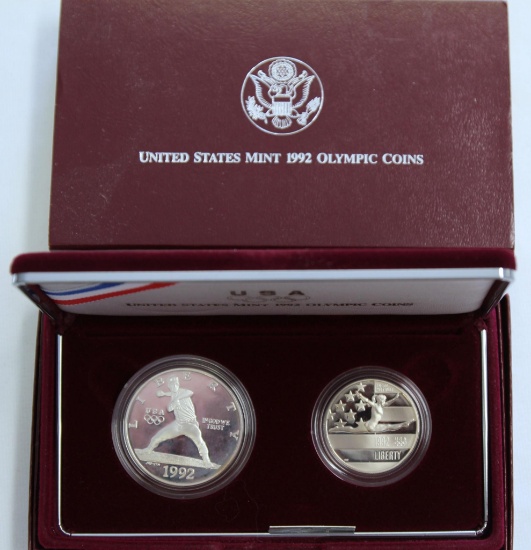 UNITED STATES MINT 1992 OLYMPIC COINS
USA
UNITED STATES MINT 1992 OLYMPIC COINS
LIBERTY
USA
IN GOD WE
TRUST
1992
LIBERTY